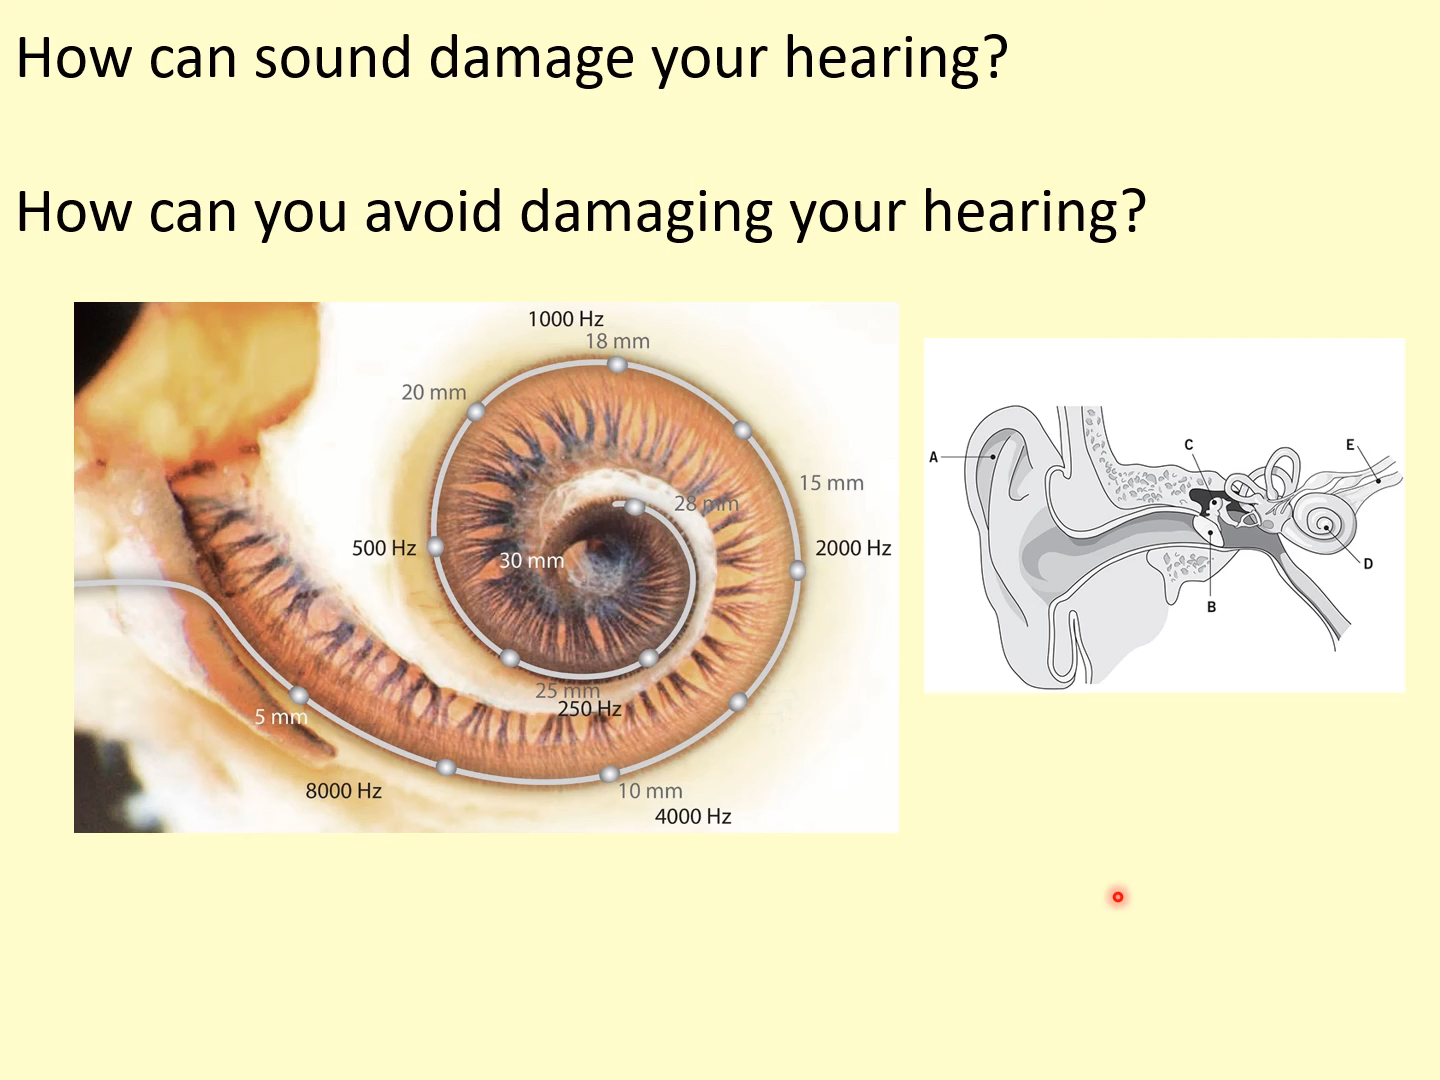 How can sound damage your hearing?
How can you avoid damaging your hearing?
1000 Hz
18 mm
20 mm
15 mm
28 mm
500 Hz
2000 Hz
30 mm
25 mm
250 Hz
5 mm
8000 Hz
10 mm
4000 Hz
A
C
E
D
B